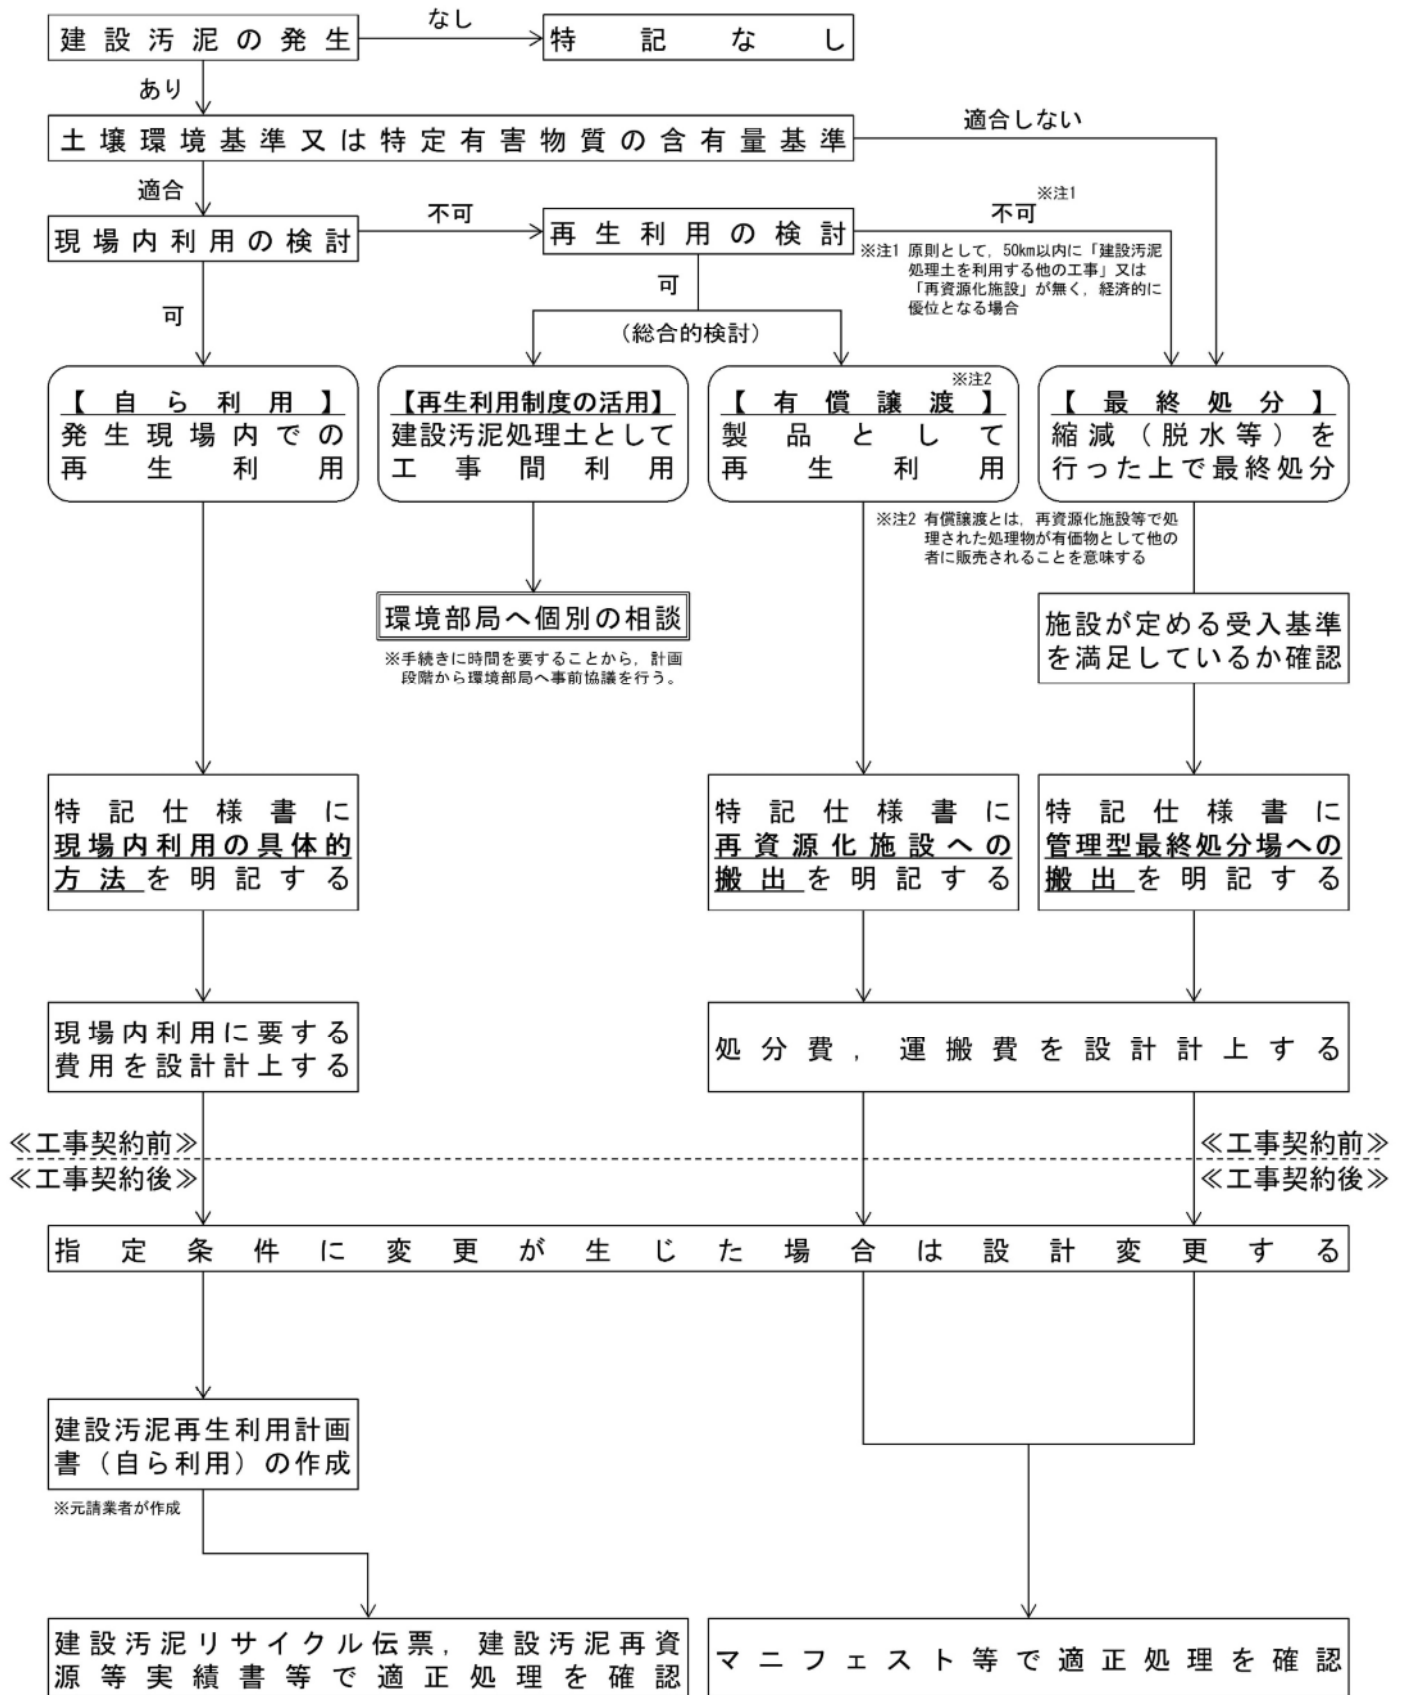 建設汚泥の発生
なし
特記なし
あり
土壌環境基準又は特定有害物質の含有量基準
適合しない
適合
現場内利用の検討
不可
再生利用の検討
不可※注1
※注1 原則として，50km以内に「建設汚泥
処理土を利用する他の工事」又は
「再資源化施設」が無く，経済的に
優位となる場合
可
可
（総合的検討）
【自ら利用】
発生現場内での
再生利用
【再生利用制度の活用】
建設汚泥処理土として
工事間利用
※注2
【有償譲渡】
製品として
再生利用
【最終処分】
縮減（脱水等）を
行った上で最終処分
※注2 有償譲渡とは，再資源化施設等で処
理された処理物が有価物として他の
者に販売されることを意味する
環境部局へ個別の相談
※手続きに時間を要することから，計画
段階から環境部局へ事前協議を行う。
施設が定める受入基準
を満足しているか確認
特記仕様書に
現場内利用の具体的
方法を明記する
特記仕様書に
再資源化施設への
搬出を明記する
特記仕様書に
管理型最終処分場への
搬出を明記する
現場内利用に要する
費用を設計計上する
処分費，運搬費を設計計上する
≪工事契約前≫
≪工事契約前≫
≪工事契約後≫
≪工事契約後≫
指定条件に変更が生じた場合は設計変更する
建設汚泥再生利用計画
書（自ら利用）の作成
※元請業者が作成
建設汚泥リサイクル伝票，建設汚泥再資
源等実績書等で適正処理を確認
マニフェスト等で適正処理を確認